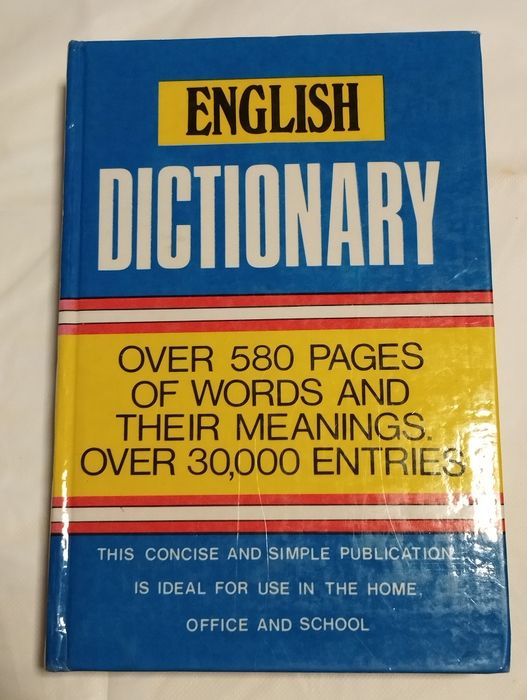 ENGLISH
DICTIONARY
OVER 580 PAGES
OF WORDS AND
THEIR MEANINGS.
OVER 30,000 ENTRIES
THIS CONCISE AND SIMPLE PUBLICATION
IS IDEAL FOR USE IN THE HOME,
OFFICE AND SCHOOL